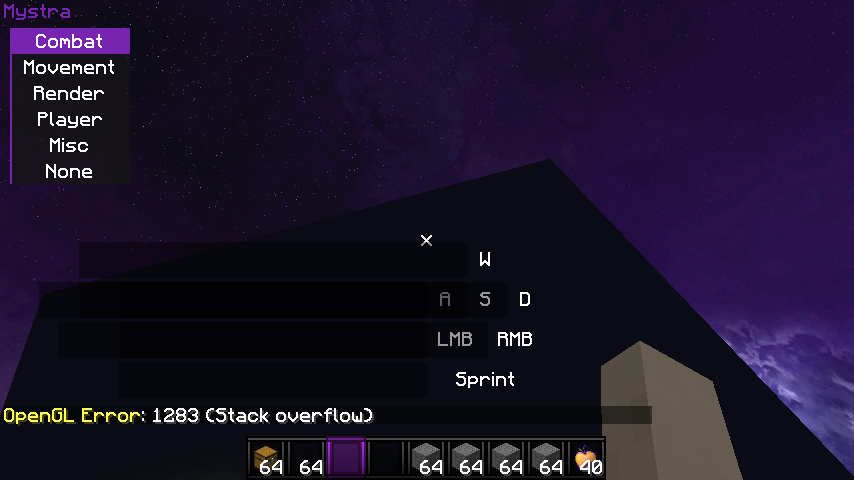 Mystra
Combat
Movement
Render
Player
Misc
None
W
A S D
LMB RMB
Sprint
OpenGL Error: 1283 (Stack overflow)
64 64 64 64 64 64 40